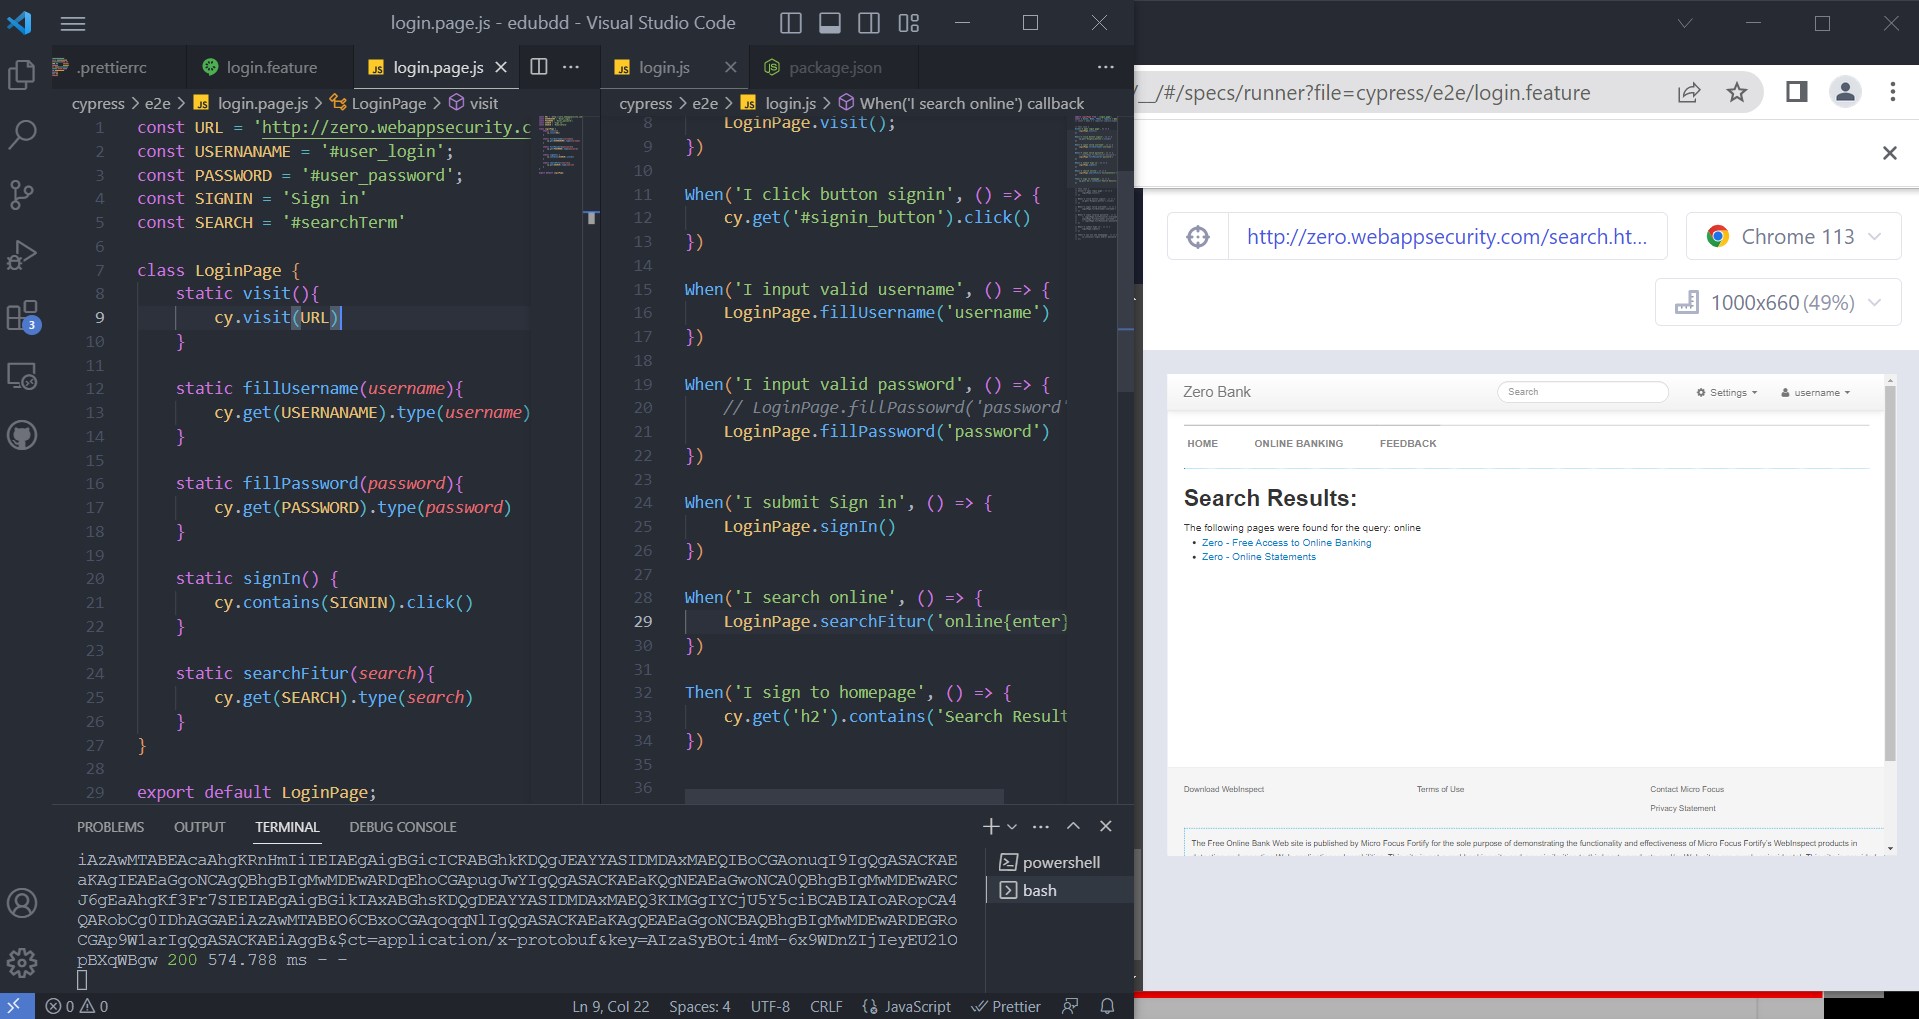 login.page.js - edubdd - Visual Studio Code
.prettierrc
login.feature
JS login.page.js
JS login.js
package.json
cypress > e2e > JS login.page.js > LoginPage > visit
cypress > e2e > JS login.js > When('I search online') callback
1 const URL = 'http://zero.webappsecurity.c
2 const USERNANAME = '#user_login';
3 const PASSWORD = '#user_password';
4 const SIGNIN = 'Sign in'
5 const SEARCH = '#searchTerm'
6
7 class LoginPage {
8 static visit(){
9 cy.visit(URL)
10 }
11
12 static fillUsername(username){
13 cy.get(USERNANAME).type(username)
14 }
15
16 static fillPassword(password){
17 cy.get(PASSWORD).type(password)
18 }
19
20 static signIn() {
21 cy.contains(SIGNIN).click()
22 }
23
24 static searchFitur(search){
25 cy.get(SEARCH).type(search)
26 }
27 }
28
29 export default LoginPage;
8 LoginPage.visit();
9 })
10
11 When('I click button signin', () => {
12 cy.get('#signin_button').click()
13 })
14
15 When('I input valid username', () => {
16 LoginPage.fillUsername('username')
17 })
18
19 When('I input valid password', () => {
20 // LoginPage.fillPassowrd('password'
21 LoginPage.fillPassword('password')
22 })
23
24 When('I submit Sign in', () => {
25 LoginPage.signIn()
26 })
27
28 When('I search online', () => {
29 LoginPage.searchFitur('online{enter}
30 })
31
32 Then('I sign to homepage', () => {
33 cy.get('h2').contains('Search Result
34 })
35
36
3
PROBLEMS OUTPUT TERMINAL DEBUG CONSOLE
iAzAwMTABEAcaAhgKRnHmIiIEIAEgAigBGicICRABGhkKDQgJEAYYASIDMDAxMAEQIBoCGAonuqI9IgQgASACKAE
aKAgIEAEaGgoNCAgQBhgBIgMwMDEwARDqEhoCGApugJwYIgQgASACKAEaKQgNEAEaGwoNCA0QBhgBIgMwMDEwARC
J6gEaAhgKf3Fr7SIEIAEgAigBGikIAxABGhsKDQgDEAYYASIDMDAxMAEQ3KIMGgIYCjU5Y5ciBCABIAIoARopCA4
QARobCg0IDhAGGAEiAzAwMTABEO6CBxoCGAqoqqNlIgQgASACKAEaKAgQEAEaGgoNCBAQBhgBIgMwMDEwARDEGRo
CGAp9W1arIgQgASACKAEiAggB&$ct=application/x-protobuf&key=AIzaSyBOti4mM-6x9WDnZIjIeyEU21O
pBXqWBgw 200 574.788 ms - -
powershell
bash
0 0
Ln 9, Col 22 Spaces: 4 UTF-8 CRLF {} JavaScript Prettier
/__/#/specs/runner?file=cypress/e2e/login.feature
http://zero.webappsecurity.com/search.ht...
Chrome 113
1000x660 (49%)
Zero Bank
Search
Settings
username
HOME ONLINE BANKING FEEDBACK
Search Results:
The following pages were found for the query: online
• Zero - Free Access to Online Banking
• Zero - Online Statements
Download WebInspect
Terms of Use
Contact Micro Focus
Privacy Statement
The Free Online Bank Web site is published by Micro Focus Fortify for the sole purpose of demonstrating the functionality and effectiveness of Micro Focus Fortify's WebInspect products in